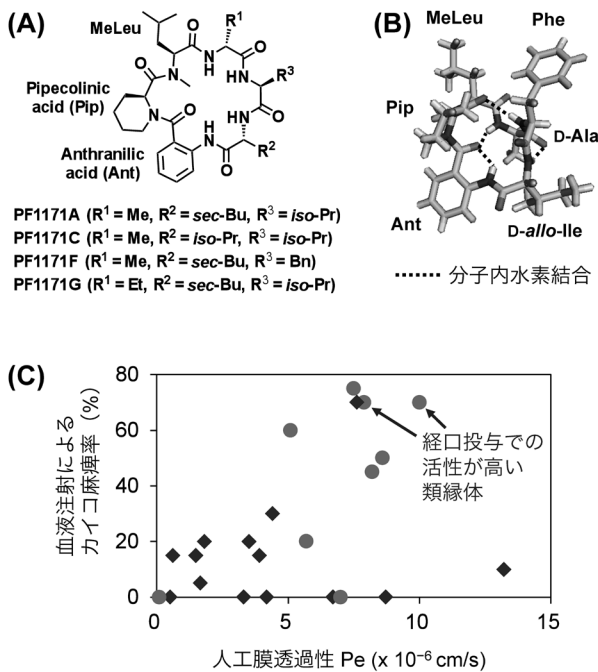 (A)
MeLeu
R¹
O
O
N
H
HN
R³
O
N
O
Pipecolinic
acid (Pip)
N
O
O
NH
H
N
R²
O
Anthranilic
acid (Ant)
PF1171A (R¹ = Me, R² = sec-Bu, R³ = iso-Pr)
PF1171C (R¹ = Me, R² = iso-Pr, R³ = iso-Pr)
PF1171F (R¹ = Me, R² = sec-Bu, R³ = Bn)
PF1171G (R¹ = Et, R² = sec-Bu, R³ = iso-Pr)
(B)
MeLeu
Phe
Pip
D-Ala
Ant
D-allo-Ile
分子内水素結合
(C)
血液注射による
カイコ麻痺率(%)
80
60
40
20
0
経口投与での
活性が高い
類縁体
0
5
10
15
人工膜透過性 Pe (x 10⁻⁶ cm/s)